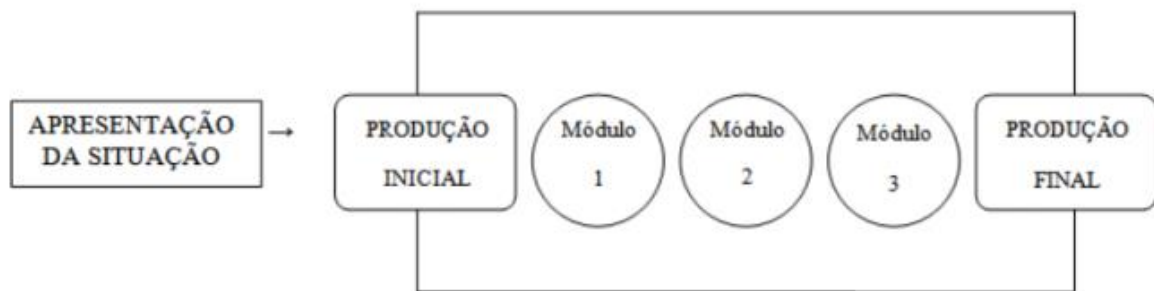 APRESENTAÇÃO
DA SITUAÇÃO
→
PRODUÇÃO
INICIAL
Módulo
1
Módulo
2
Módulo
3
PRODUÇÃO
FINAL